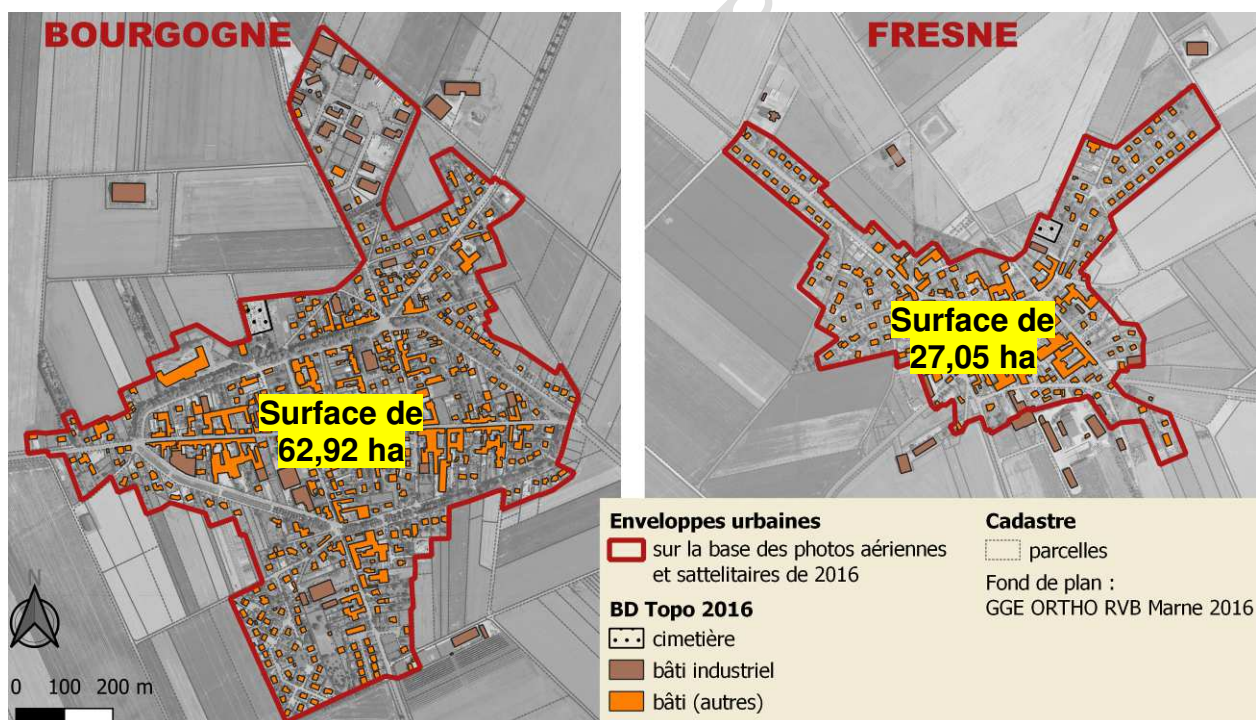 BOURGOGNE
FRESNE
Surface de
62,92 ha
Surface de
27,05 ha
N
0 100 200 m
Enveloppes urbaines
sur la base des photos aériennes
et sattelitaires de 2016
BD Topo 2016
cimetière
bâti industriel
bâti (autres)
Cadastre
parcelles
Fond de plan :
GGE ORTHO RVB Marne 2016